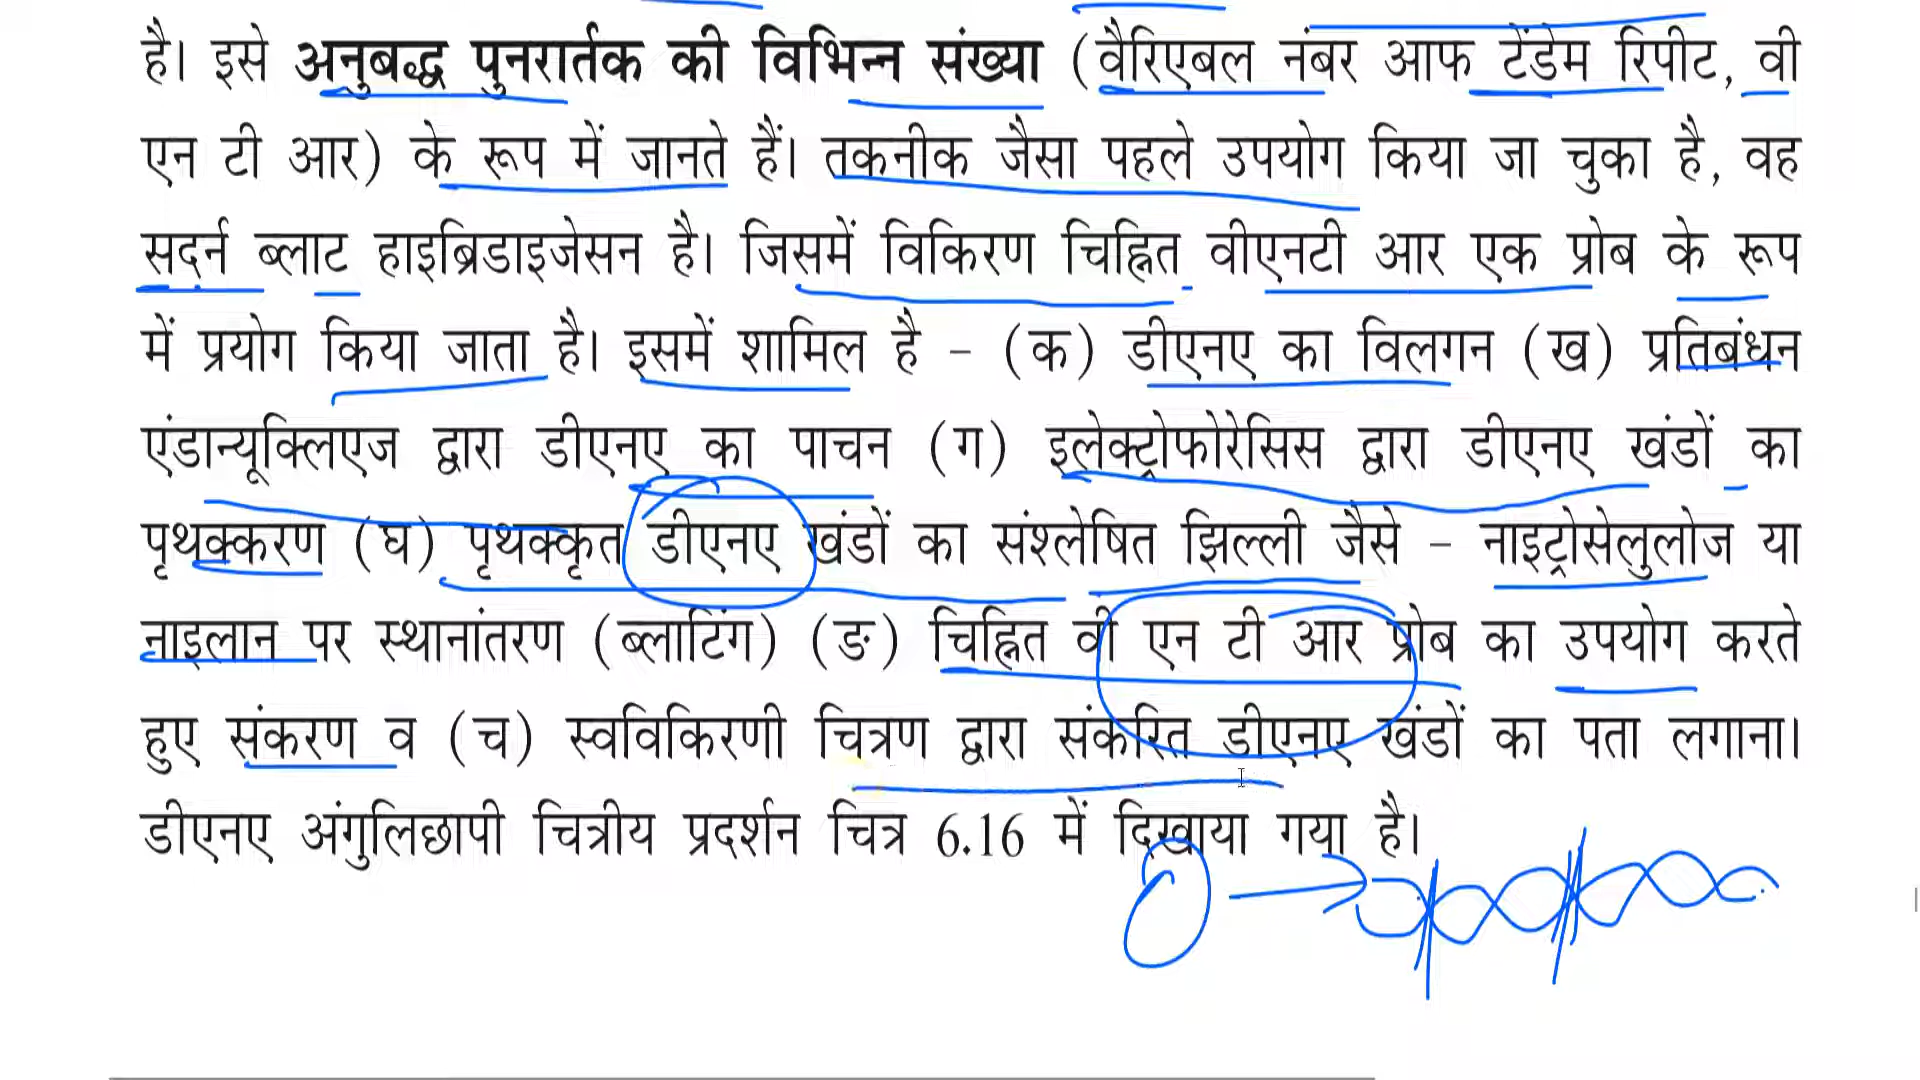 है। इसे अनुबद्ध पुनरार्तक की विभिन्न संख्या (वैरिएबल नंबर आफ टेंडेम रिपीट, वी
एन टी आर) के रूप में जानते हैं। तकनीक जैसा पहले उपयोग किया जा चुका है, वह
सदर्न ब्लाट हाइब्रिडाइजेसन है। जिसमें विकिरण चिह्नित वीएनटी आर एक प्रोब के रूप
में प्रयोग किया जाता है। इसमें शामिल है - (क) डीएनए का विलगन (ख) प्रतिबंधन
एंडान्यूक्लिएज द्वारा डीएनए का पाचन (ग) इलेक्ट्रोफोरेसिस द्वारा डीएनए खंडों का
पृथक्करण (घ) पृथक्कृत डीएनए खंडों का संश्लेषित झिल्ली जैसे - नाइट्रोसेलुलोज या
नाइलान पर स्थानांतरण (ब्लाटिंग) (ङ) चिह्नित वी एन टी आर प्रोब का उपयोग करते
हुए संकरण व (च) स्वविकिरणी चित्रण द्वारा संकरित डीएनए खंडों का पता लगाना।
डीएनए अंगुलिछापी चित्रीय प्रदर्शन चित्र 6.16 में दिखाया गया है।